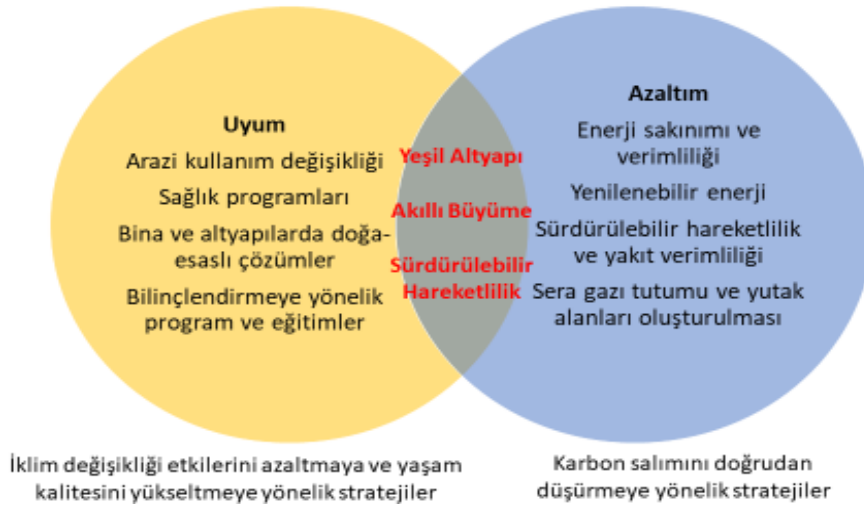 Uyum
Arazi kullanım değişikliği
Sağlık programları
Bina ve altyapılarda doğa-
esaslı çözümler
Bilinçlendirmeye yönelik
program ve eğitimler
Yeşil Altyapı
Akıllı Büyüme
Sürdürülebilir
Hareketlilik
Azaltım
Enerji sakınımı ve
verimliliği
Yenilenebilir enerji
Sürdürülebilir hareketlilik
ve yakıt verimliliği
Sera gazı tutumu ve yutak
alanları oluşturulması
İklim değişikliği etkilerini azaltmaya ve yaşam
kalitesini yükseltmeye yönelik stratejiler
Karbon salımını doğrudan
düşürmeye yönelik stratejiler